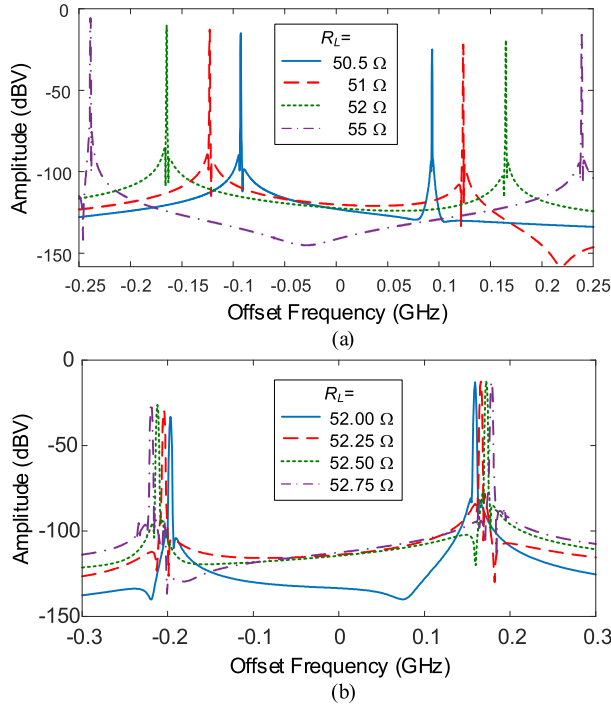 0
-50
-100
-150
Amplitude (dBV)
R_L=
50.5 Ω
51 Ω
52 Ω
55 Ω
-0.25 -0.2 -0.15 -0.1 -0.05 0 0.05 0.1 0.15 0.2 0.25
Offset Frequency (GHz)
(a)
0
-50
-100
-150
Amplitude (dBV)
R_L=
52.00 Ω
52.25 Ω
52.50 Ω
52.75 Ω
-0.3 -0.2 -0.1 0 0.1 0.2 0.3
Offset Frequency (GHz)
(b)